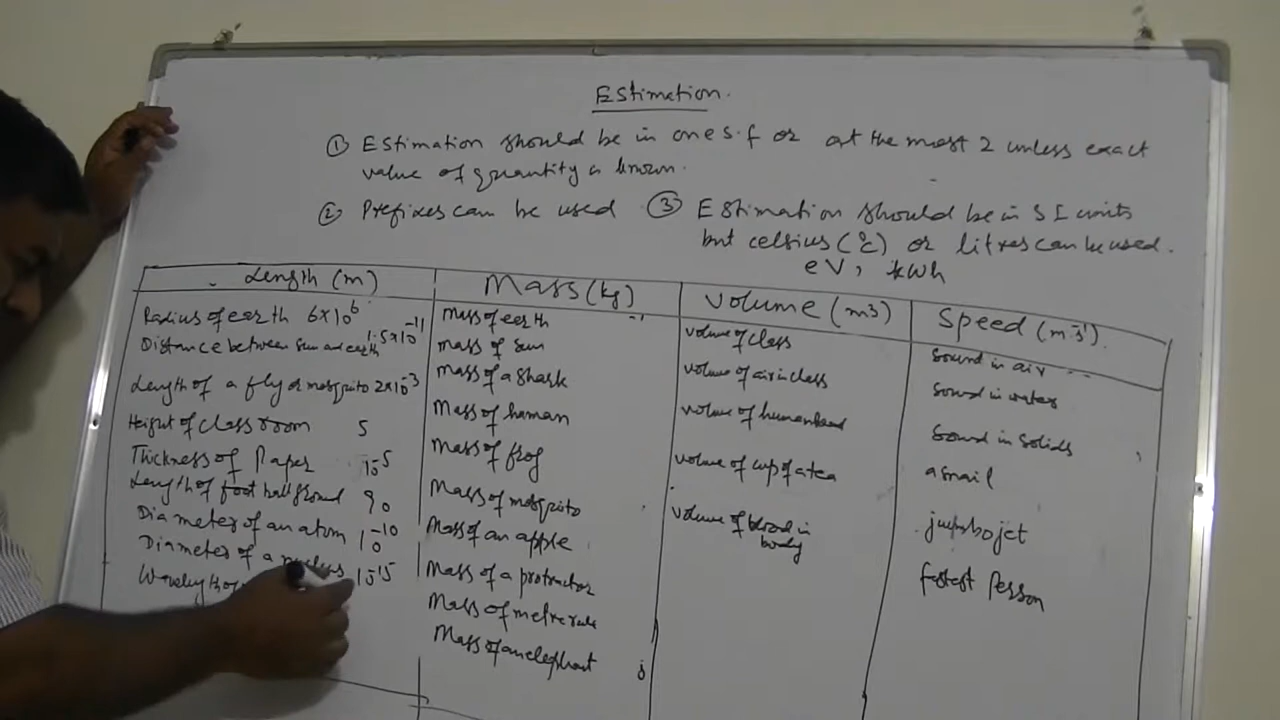 Estimation.
① Estimation should be in one s.f or at the most 2 unless exact
value of quantity is known.
② Prefixes can be used ③ Estimation should be in SI units
but celsius (°C) or litres can be used.
eV, kWh
Length (m)
Radius of earth 6×10⁶
Distance between sun and earth 1.5×10⁻¹¹
Length of a fly or mosquito 2×10⁻³
Height of class room 5
Thickness of Paper 10⁻⁵
Length of foot ball ground 90
Diameter of an atom 10⁻¹⁰
Diameter of a 10⁻¹⁵
Mass (kg)
Mass of earth
mass of sun
Mass of a shark
Mass of human
Mass of frog
Mass of mosquito
Mass of an apple
Mass of a protractor
Mass of metre rule
Mass of an elephant
Volume (m³)
volume of class
volume of air in class
volume of human head
volume of cup of a tea
volume of blood in
body
Speed (ms⁻¹).
Sound in air
Sound in water
Sound in solids
a snail
jumbo jet
fastest Person